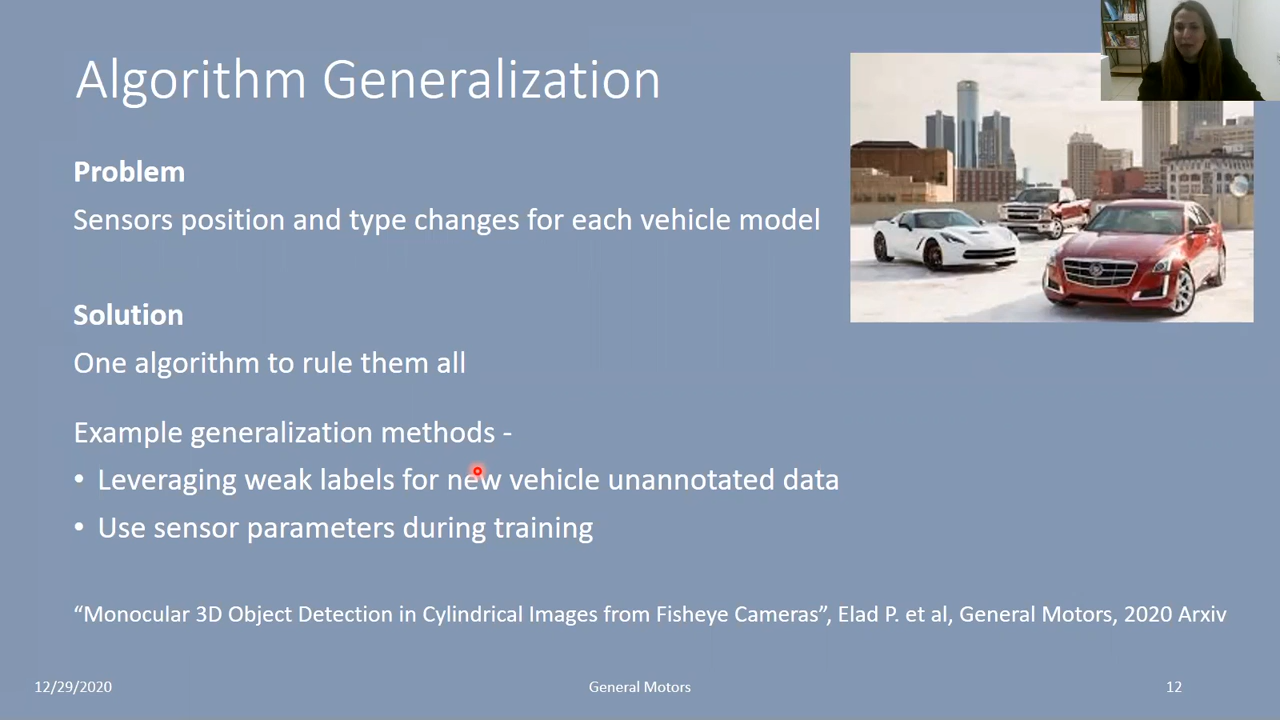 Algorithm Generalization
Problem
Sensors position and type changes for each vehicle model
Solution
One algorithm to rule them all
Example generalization methods -
• Leveraging weak labels for new vehicle unannotated data
• Use sensor parameters during training
“Monocular 3D Object Detection in Cylindrical Images from Fisheye Cameras”, Elad P. et al, General Motors, 2020 Arxiv
12/29/2020
General Motors
12